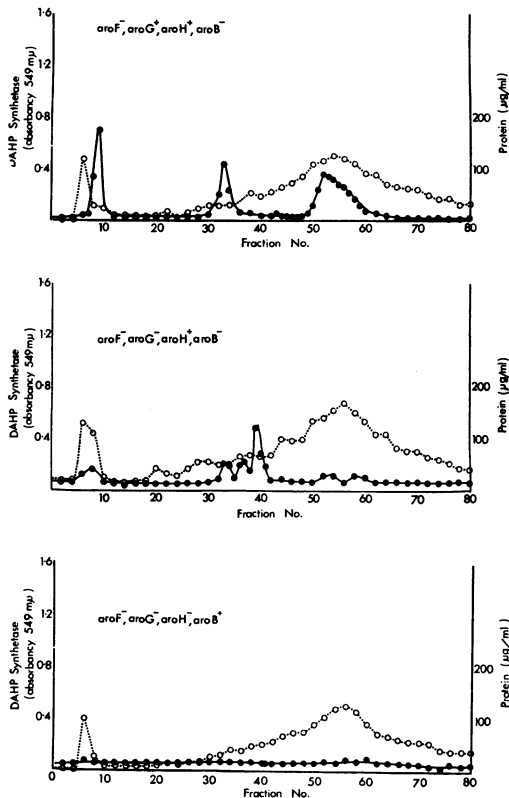 aroF⁻, aroG⁺, aroH⁺, aroB⁻
DAHP Synthetase
(absorbancy 549mµ)
Protein (µg/ml)
1·6
1·2
0·8
0·4
200
100
10 20 30 40 50 60 70 80
Fraction No.
aroF⁻, aroG⁻, aroH⁺, aroB⁻
DAHP Synthetase
(absorbancy 549mµ)
Protein (µg/ml)
1·6
1·2
0·8
0·4
200
100
10 20 30 40 50 60 70 80
Fraction No.
aroF⁻, aroG⁻, aroH⁻, aroB⁺
DAHP Synthetase
(absorbancy 549 mµ)
Protein (µg/ml)
1·6
1·2
0·8
0·4
200
100
0 10 20 30 40 50 60 70 80
Fraction No.